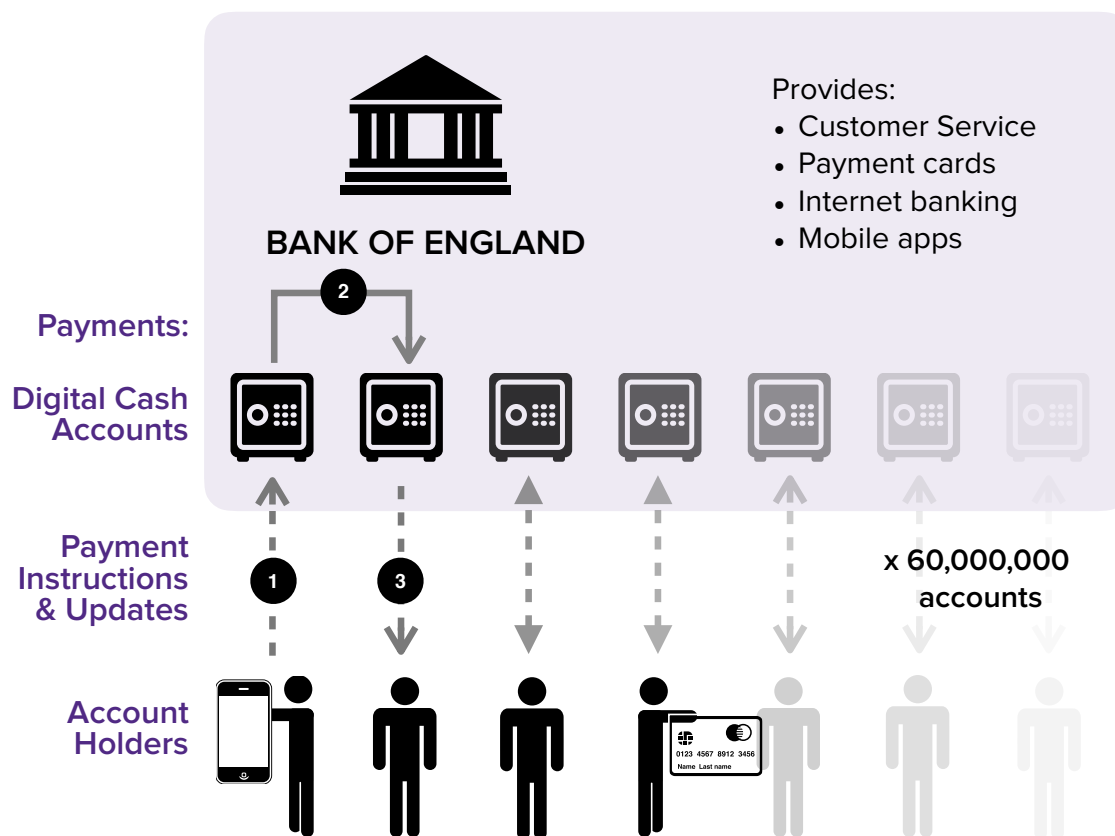 Provides:
• Customer Service
• Payment cards
• Internet banking
• Mobile apps
BANK OF ENGLAND
2
Payments:
Digital Cash
Accounts
Payment
Instructions
& Updates
1
3
x 60,000,000
accounts
Account
Holders
0123 4567 8912 3456
Name Last name